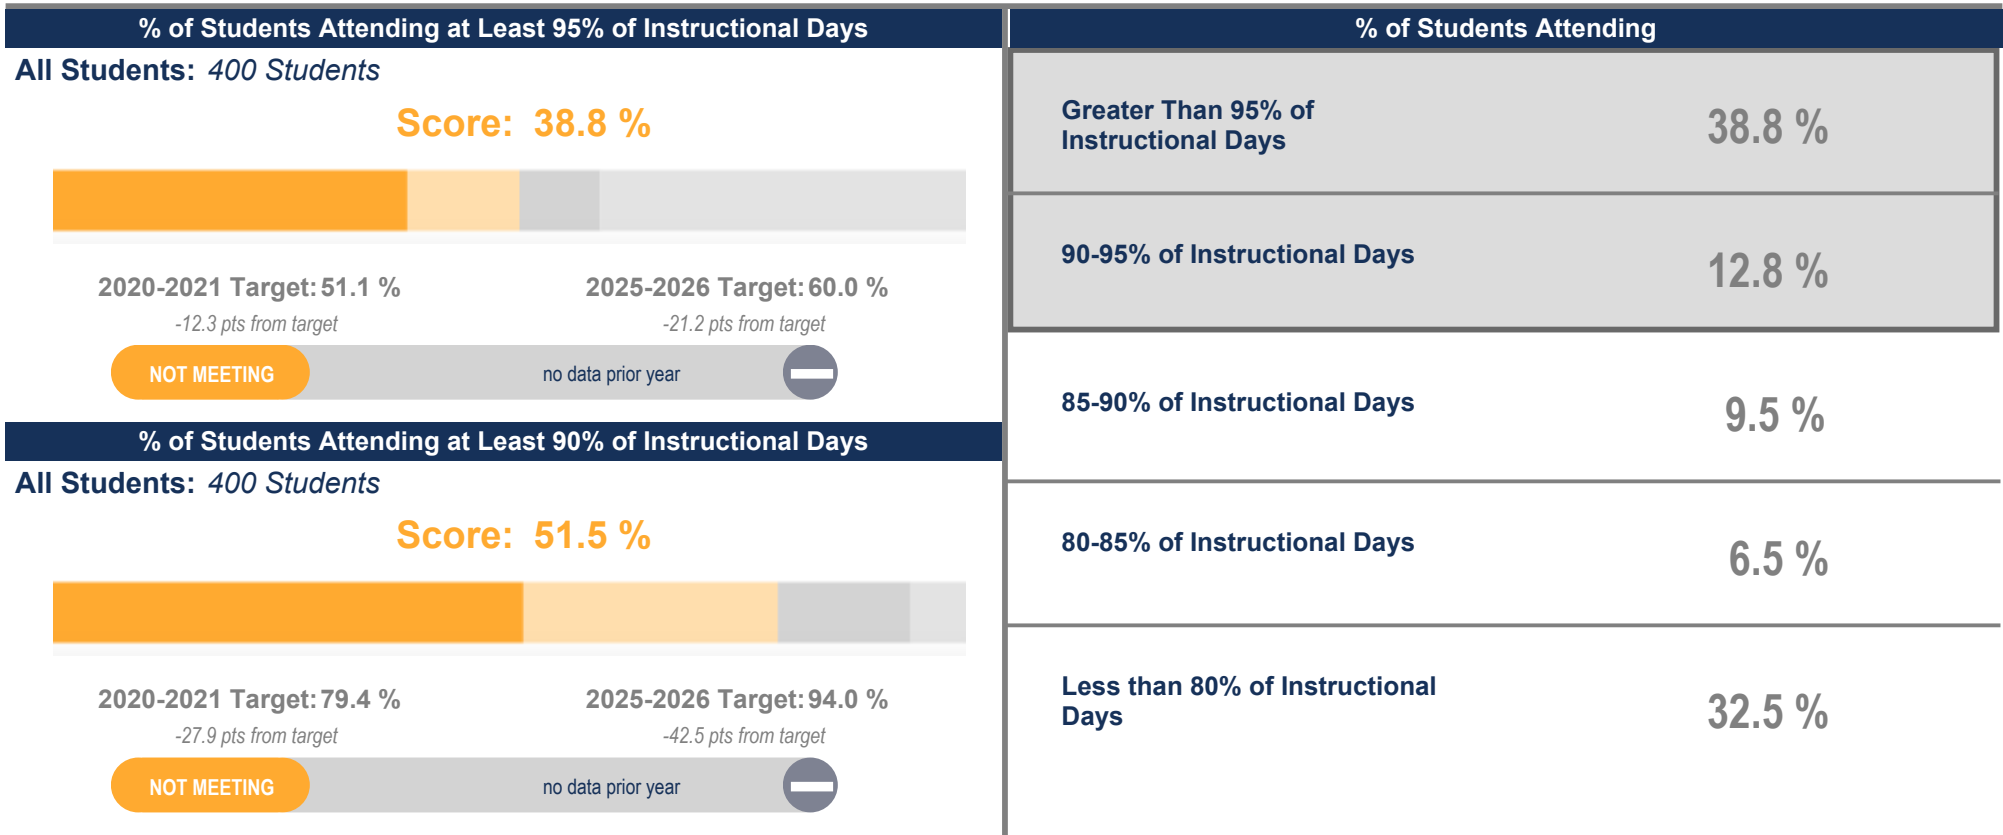 % of Students Attending at Least 95% of Instructional Days
All Students: 400 Students
Score: 38.8 %
2020-2021 Target: 51.1 %
-12.3 pts from target
2025-2026 Target: 60.0 %
-21.2 pts from target
NOT MEETING
no data prior year
% of Students Attending at Least 90% of Instructional Days
All Students: 400 Students
Score: 51.5 %
2020-2021 Target: 79.4 %
-27.9 pts from target
2025-2026 Target: 94.0 %
-42.5 pts from target
NOT MEETING
no data prior year
% of Students Attending
Greater Than 95% of
Instructional Days
38.8 %
90-95% of Instructional Days
12.8 %
85-90% of Instructional Days
9.5 %
80-85% of Instructional Days
6.5 %
Less than 80% of Instructional
Days
32.5 %